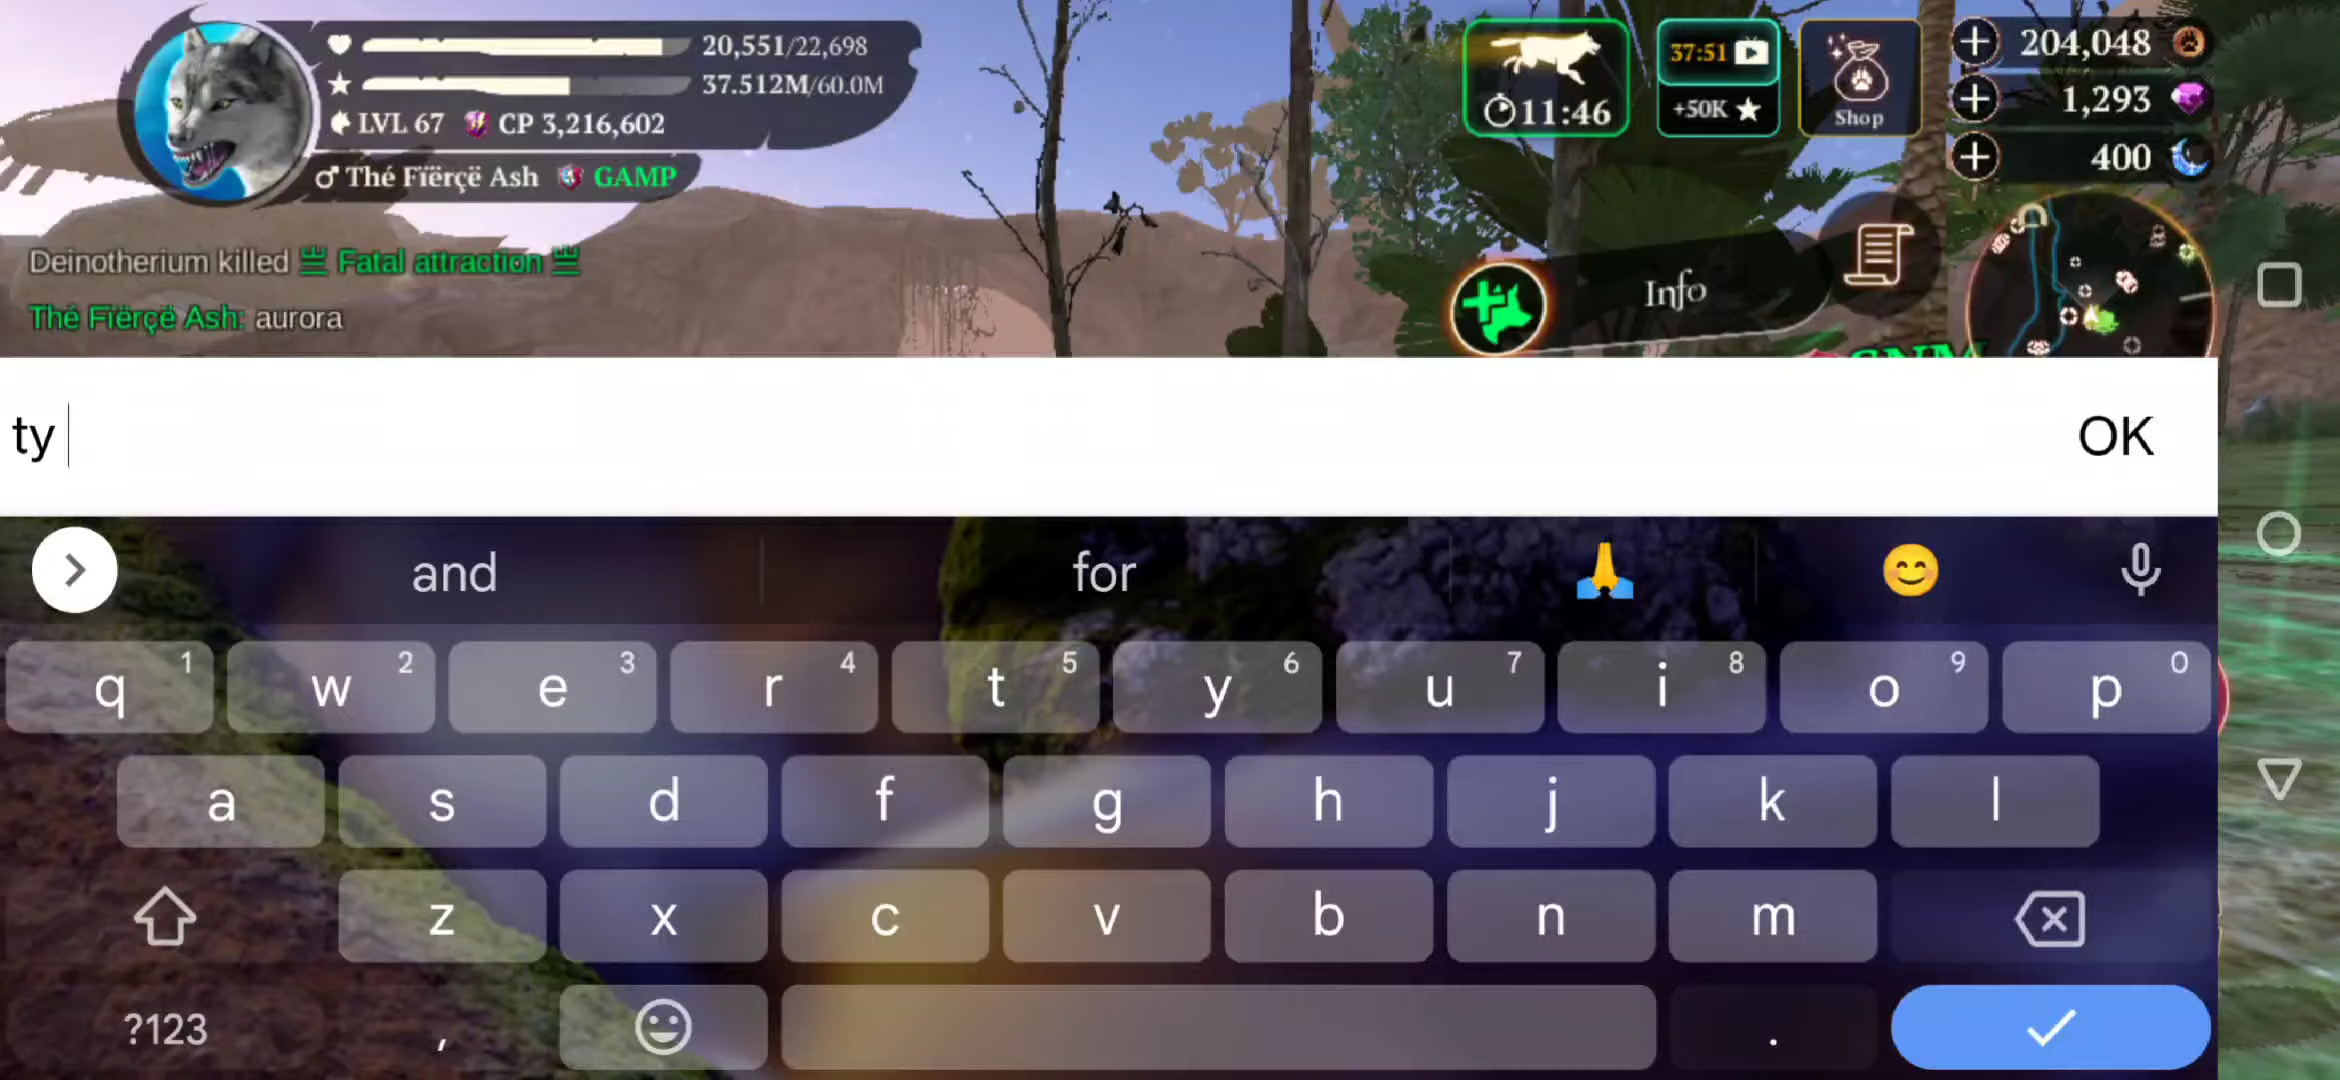 20,551/22,698
37.512M/60.0M
LVL 67 CP 3,216,602
Thé Fïërçë Ash GAMP
11:46
37:51
+50K
Shop
204,048
1,293
400
Info
Deinotherium killed Fatal attraction
Thé Fïërçë Ash: aurora
ty
OK
and for
q 1 w 2 e 3 r 4 t 5 y 6 u 7 i 8 o 9 p 0
a s d f g h j k l
z x c v b n m
?123 , .